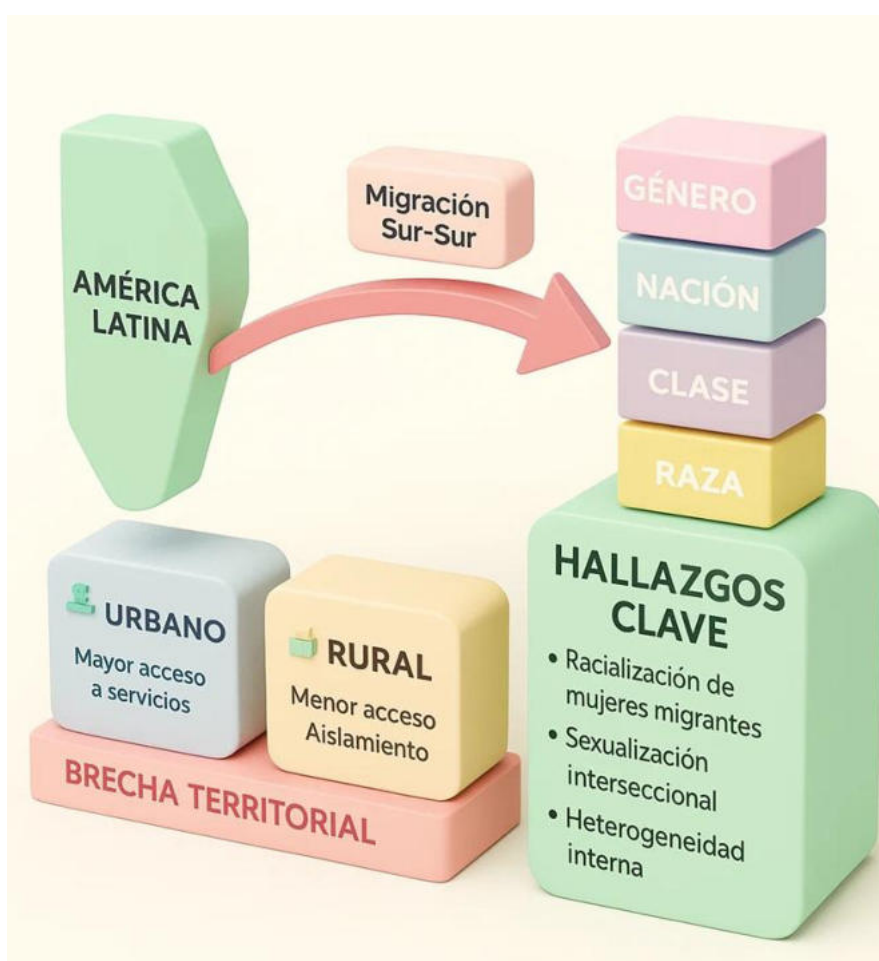 AMÉRICA
LATINA
Migración
Sur-Sur
GÉNERO
NACIÓN
CLASE
RAZA
URBANO
Mayor acceso
a servicios
RURAL
Menor acceso
Aislamiento
BRECHA TERRITORIAL
HALLAZGOS
CLAVE
• Racialización de
mujeres migrantes
• Sexualización
interseccional
• Heterogeneidad
interna